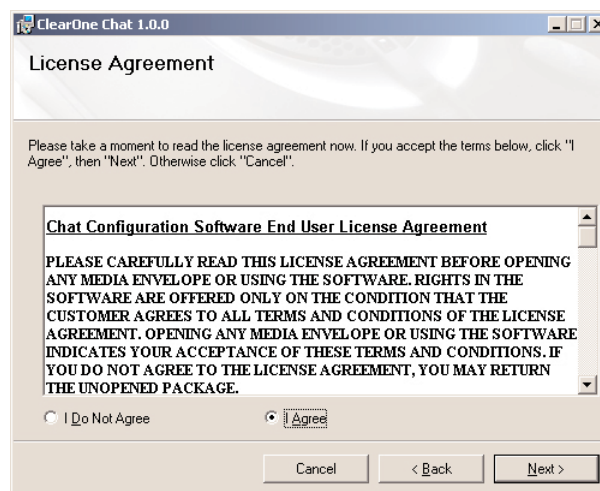 ClearOne Chat 1.0.0
License Agreement
Please take a moment to read the license agreement now. If you accept the terms below, click "I
Agree", then "Next". Otherwise click "Cancel".
Chat Configuration Software End User License Agreement
PLEASE CAREFULLY READ THIS LICENSE AGREEMENT BEFORE OPENING
ANY MEDIA ENVELOPE OR USING THE SOFTWARE. RIGHTS IN THE
SOFTWARE ARE OFFERED ONLY ON THE CONDITION THAT THE
CUSTOMER AGREES TO ALL TERMS AND CONDITIONS OF THE LICENSE
AGREEMENT. OPENING ANY MEDIA ENVELOPE OR USING THE SOFTWARE
INDICATES YOUR ACCEPTANCE OF THESE TERMS AND CONDITIONS. IF
YOU DO NOT AGREE TO THE LICENSE AGREEMENT, YOU MAY RETURN
THE UNOPENED PACKAGE.
I Do Not Agree I Agree
Cancel < Back Next >